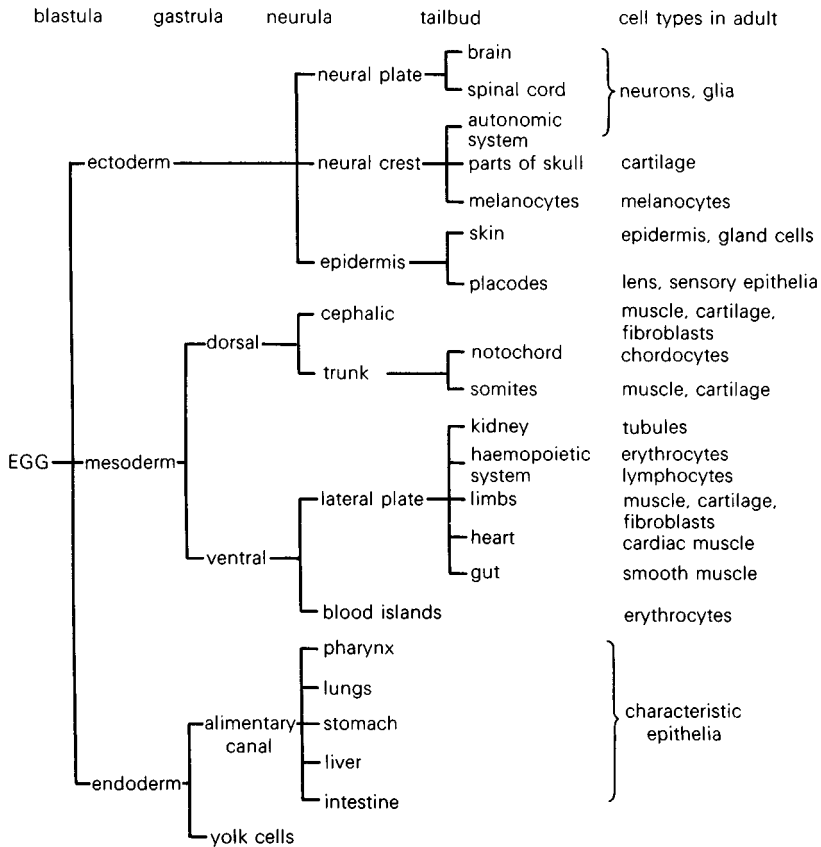 blastula gastrula neurula tailbud cell types in adult
brain
neural plate
spinal cord
neurons, glia
autonomic
system
ectoderm neural crest parts of skull cartilage
melanocytes melanocytes
skin epidermis, gland cells
epidermis
placodes lens, sensory epithelia
cephalic muscle, cartilage,
fibroblasts
dorsal
notochord chordocytes
trunk
somites muscle, cartilage
kidney tubules
EGG mesoderm
haemopoietic erythrocytes
system lymphocytes
lateral plate limbs muscle, cartilage,
fibroblasts
heart cardiac muscle
ventral
gut smooth muscle
blood islands erythrocytes
pharynx
lungs
alimentary stomach characteristic
canal epithelia
liver
endoderm
intestine
yolk cells